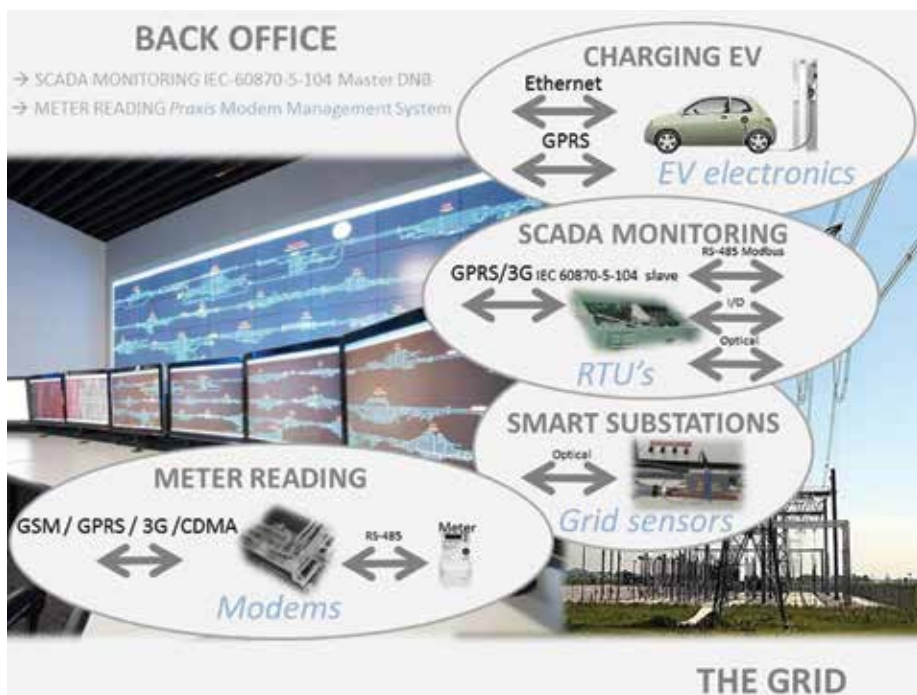 BACK OFFICE
→ SCADA MONITORING IEC-60870-5-104 Master DNB
→ METER READING Praxis Modem Management System
CHARGING EV
Ethernet
GPRS
EV electronics
SCADA MONITORING
RS-485 Modbus
GPRS/3G IEC 60870-5-104 slave
I/D
Optical
RTU's
SMART SUBSTATIONS
Optical
Grid sensors
METER READING
GSM / GPRS / 3G /CDMA
RS-485
Meter
Modems
THE GRID